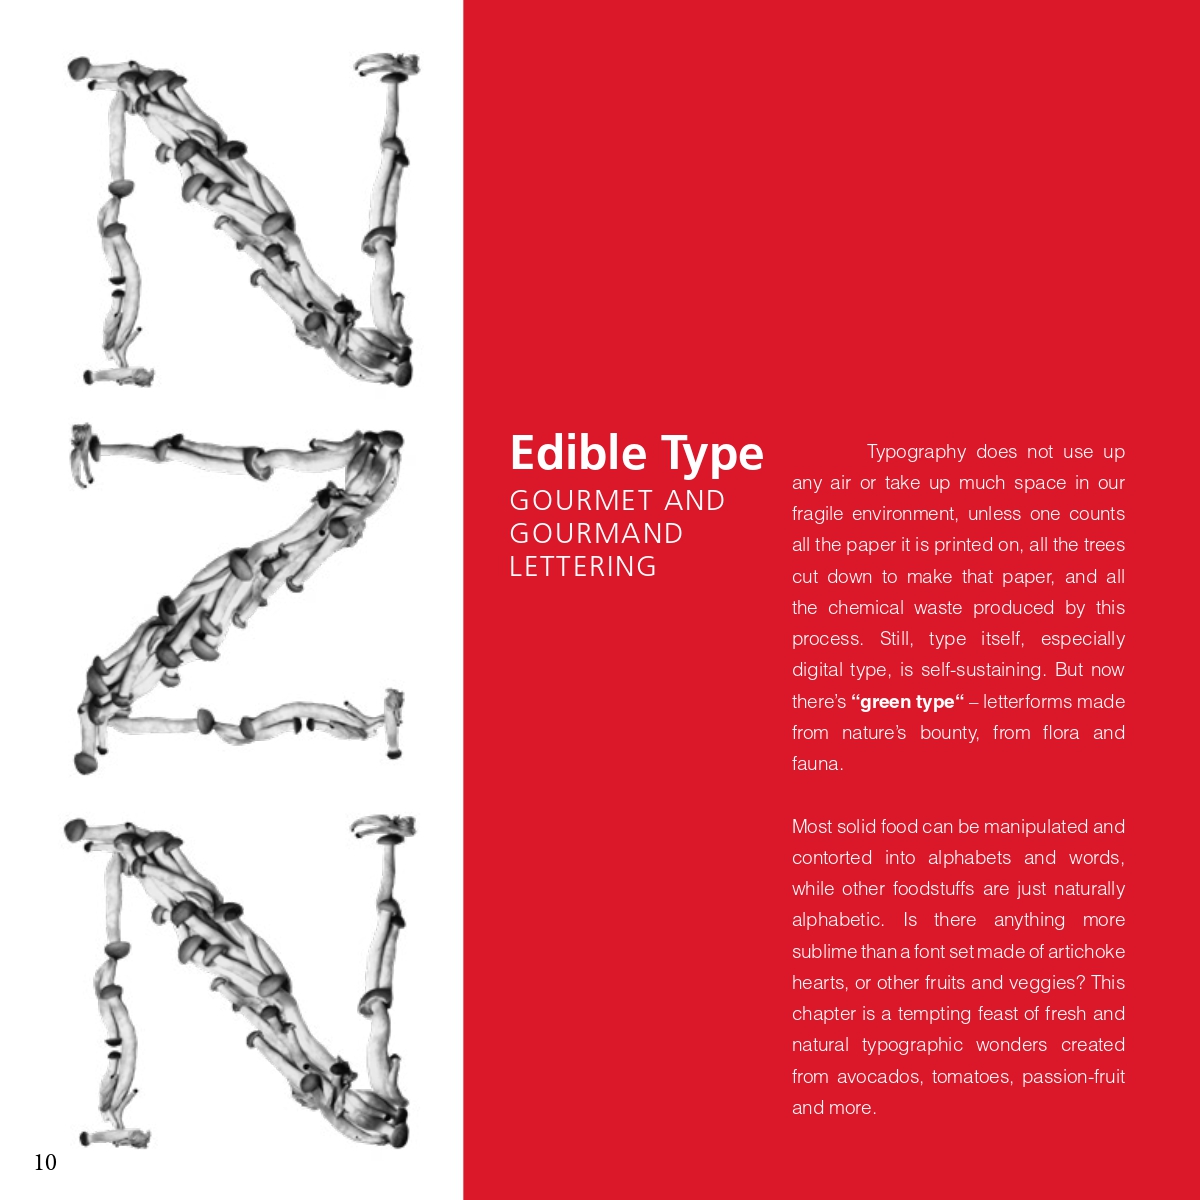 N
Z
N
Edible Type
GOURMET AND
GOURMAND
LETTERING
Typography does not use up
any air or take up much space in our
fragile environment, unless one counts
all the paper it is printed on, all the trees
cut down to make that paper, and all
the chemical waste produced by this
process. Still, type itself, especially
digital type, is self-sustaining. But now
there’s “green type“ – letterforms made
from nature’s bounty, from flora and
fauna.
Most solid food can be manipulated and
contorted into alphabets and words,
while other foodstuffs are just naturally
alphabetic. Is there anything more
sublime than a font set made of artichoke
hearts, or other fruits and veggies? This
chapter is a tempting feast of fresh and
natural typographic wonders created
from avocados, tomatoes, passion-fruit
and more.
10